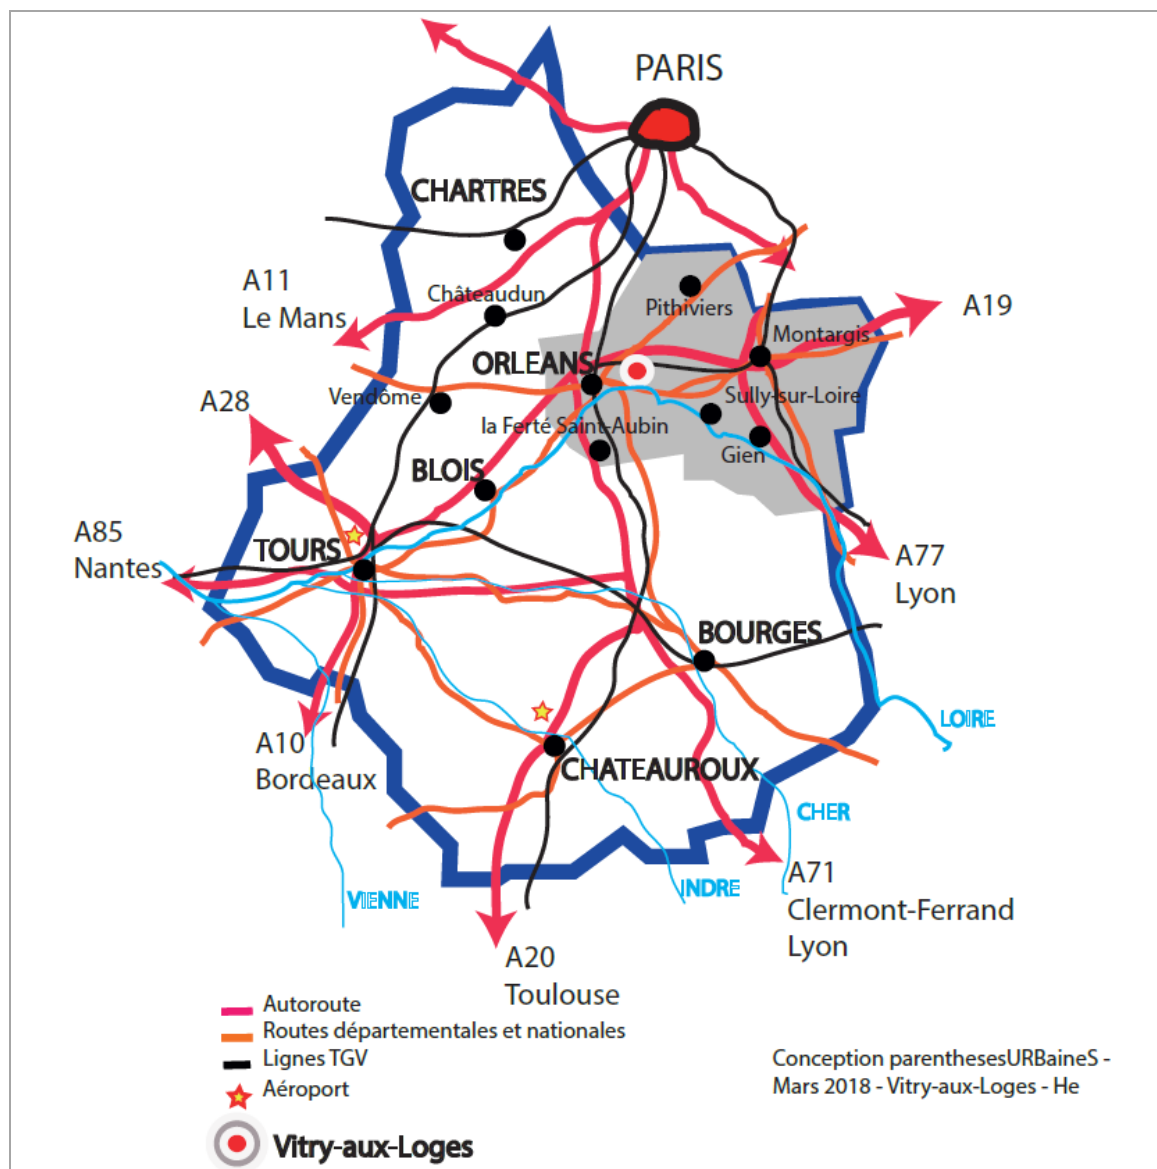 PARIS
CHARTRES
A11
Le Mans
Châteaudun
Pithiviers
A19
Montargis
ORLEANS
Vendôme
Sully-sur-Loire
A28
la Ferté Saint-Aubin
Gien
BLOIS
A85
Nantes
TOURS
A77
Lyon
BOURGES
LOIRE
A10
Bordeaux
CHATEAUROUX
CHER
VIENNE
INDRE
A71
Clermont-Ferrand
Lyon
A20
Toulouse
Autoroute
Routes départementales et nationales
Lignes TGV
Aéroport
Vitry-aux-Loges
Conception parenthesesURBaineS -
Mars 2018 - Vitry-aux-Loges - He